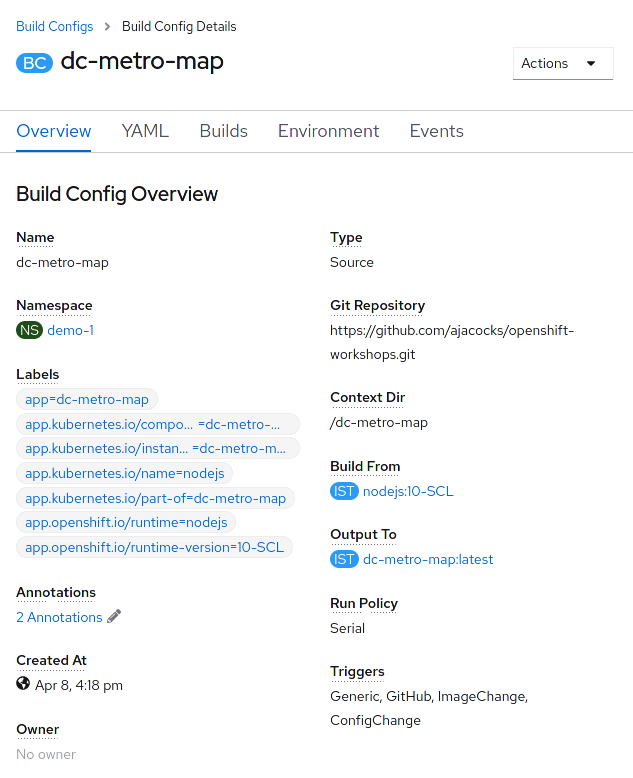 Build Configs > Build Config Details
BC dc-metro-map
Actions
Overview YAML Builds Environment Events
Build Config Overview
Name
dc-metro-map
Namespace
NS demo-1
Labels
app=dc-metro-map
app.kubernetes.io/compo... =dc-metro-...
app.kubernetes.io/instan... =dc-metro-m...
app.kubernetes.io/name=nodejs
app.kubernetes.io/part-of=dc-metro-map
app.openshift.io/runtime=nodejs
app.openshift.io/runtime-version=10-SCL
Annotations
2 Annotations
Created At
Apr 8, 4:18 pm
Owner
No owner
Type
Source
Git Repository
https://github.com/ajacocks/openshift-
workshops.git
Context Dir
/dc-metro-map
Build From
IST nodejs:10-SCL
Output To
IST dc-metro-map:latest
Run Policy
Serial
Triggers
Generic, GitHub, ImageChange,
ConfigChange